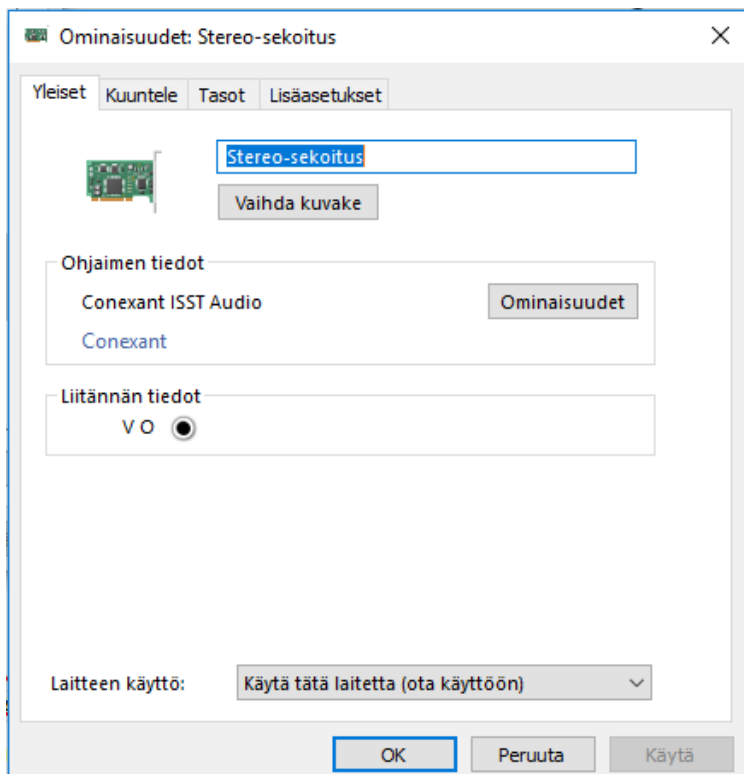 Ominaisuudet: Stereo-sekoitus
Yleiset Kuuntele Tasot Lisäasetukset
Stereo-sekoitus
Vaihda kuvake
Ohjaimen tiedot
Conexant ISST Audio Ominaisuudet
Conexant
Liitännän tiedot
V O
Laitteen käyttö: Käytä tätä laitetta (ota käyttöön)
OK Peruuta Käytä